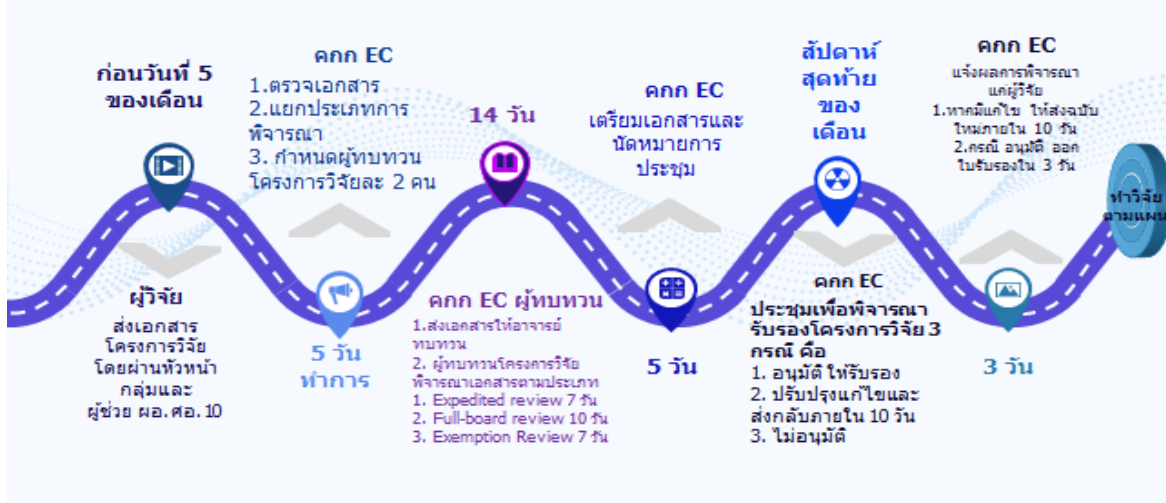 ก่อนวันที่ 5
ของเดือน
ผู้วิจัย
ส่งเอกสาร
โครงการวิจัย
โดยผ่านหัวหน้า
กลุ่มและ
ผู้ช่วย ผอ.ศอ.10
คกก EC
1.ตรวจเอกสาร
2.แยกประเภทการ
พิจารณา
3. กำหนดผู้ทบทวน
โครงการวิจัยละ 2 คน
5 วัน
ทำการ
14 วัน
คกก EC ผู้ทบทวน
1.ส่งเอกสารให้อาจารย์
ทบทวน
2. ผู้ทบทวนโครงการวิจัย
พิจารณาเอกสารตามประเภท
1. Expedited review 7 วัน
2. Full-board review 10 วัน
3. Exemption Review 7 วัน
คกก EC
เตรียมเอกสารและ
นัดหมายการ
ประชุม
5 วัน
สัปดาห์
สุดท้าย
ของ
เดือน
คกก EC
ประชุมเพื่อพิจารณา
รับรองโครงการวิจัย 3
กรณี คือ
1. อนุมัติ ให้รับรอง
2. ปรับปรุงแก้ไขและ
ส่งกลับภายใน 10 วัน
3. ไม่อนุมัติ
คกก EC
แจ้งผลการพิจารณา
แก่ผู้วิจัย
1.หากมีแก้ไข ให้ส่งฉบับ
ใหม่ภายใน 10 วัน
2.กรณี อนุมัติ ออก
ใบรับรองใน 3 วัน
3 วัน
ทำวิจัย
ตามแผน